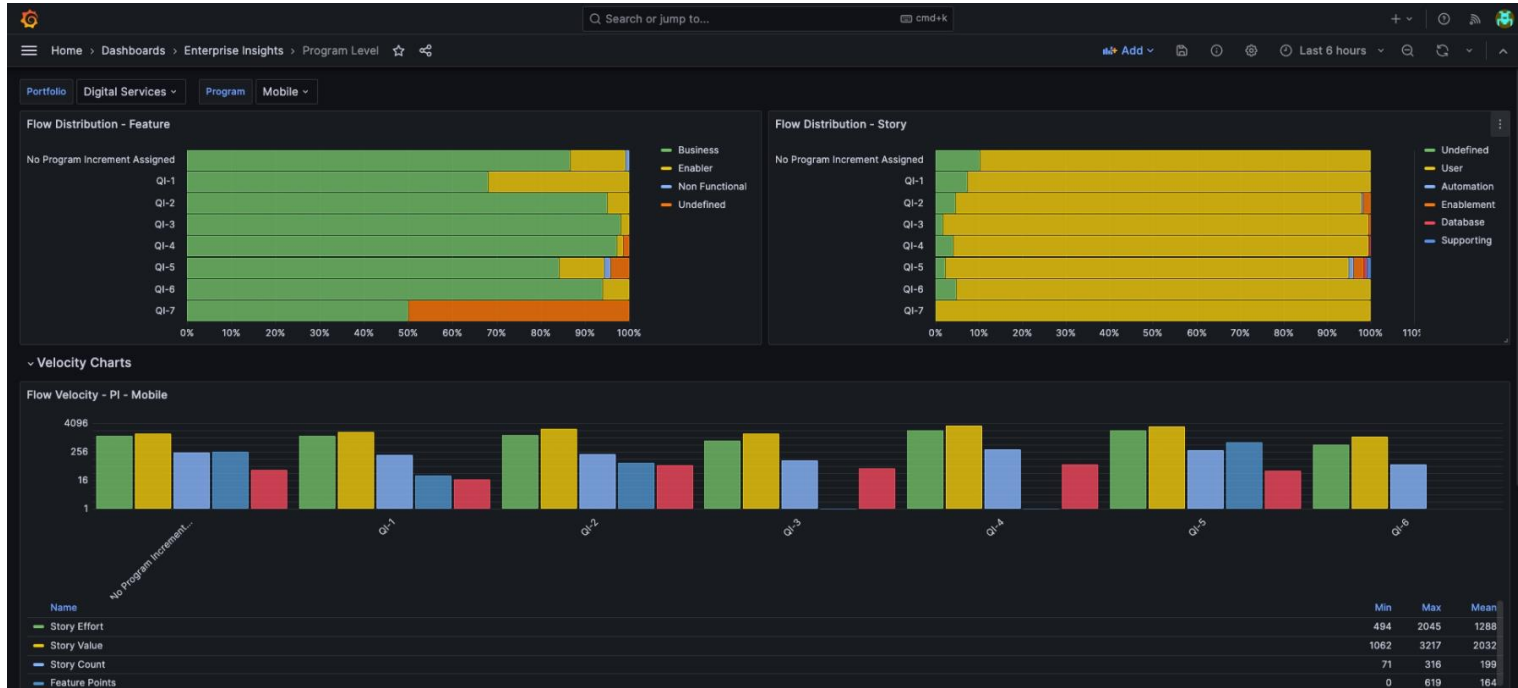 Search or jump to... cmd+k
Home > Dashboards > Enterprise Insights > Program Level Add Last 6 hours
Portfolio Digital Services Program Mobile
Flow Distribution - Feature
No Program Increment Assigned
QI-1
QI-2
QI-3
QI-4
QI-5
QI-6
QI-7
0% 10% 20% 30% 40% 50% 60% 70% 80% 90% 100%
Business
Enabler
Non Functional
Undefined
Flow Distribution - Story
No Program Increment Assigned
QI-1
QI-2
QI-3
QI-4
QI-5
QI-6
QI-7
0% 10% 20% 30% 40% 50% 60% 70% 80% 90% 100%
Undefined
User
Automation
Enablement
Database
Supporting
Velocity Charts
Flow Velocity - PI - Mobile
4096
256
16
1
No Program Increment... QI-1 QI-2 QI-3 QI-4 QI-5 QI-6
Name Min Max Mean
Story Effort 494 2045 1288
Story Value 1062 3217 2032
Story Count 71 316 199
Feature Points 0 619 164